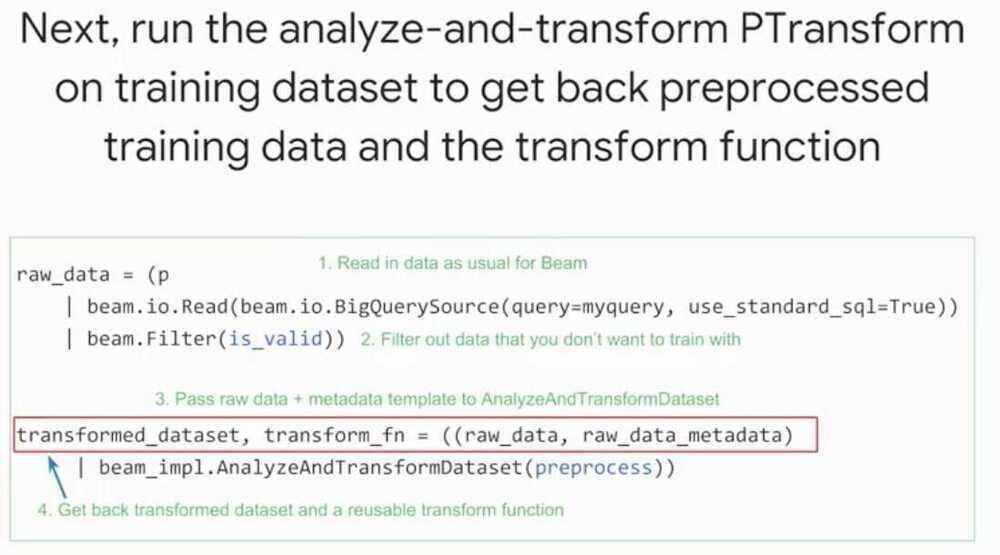 Next, run the analyze-and-transform PTransform
on training dataset to get back preprocessed
training data and the transform function
1. Read in data as usual for Beam
raw_data = (p
| beam.io.Read(beam.io.BigQuerySource(query=myquery, use_standard_sql=True))
| beam.Filter(is_valid)) 2. Filter out data that you don't want to train with
3. Pass raw data + metadata template to AnalyzeAndTransformDataset
transformed_dataset, transform_fn = ((raw_data, raw_data_metadata)
| beam_impl.AnalyzeAndTransformDataset(preprocess))
4. Get back transformed dataset and a reusable transform function